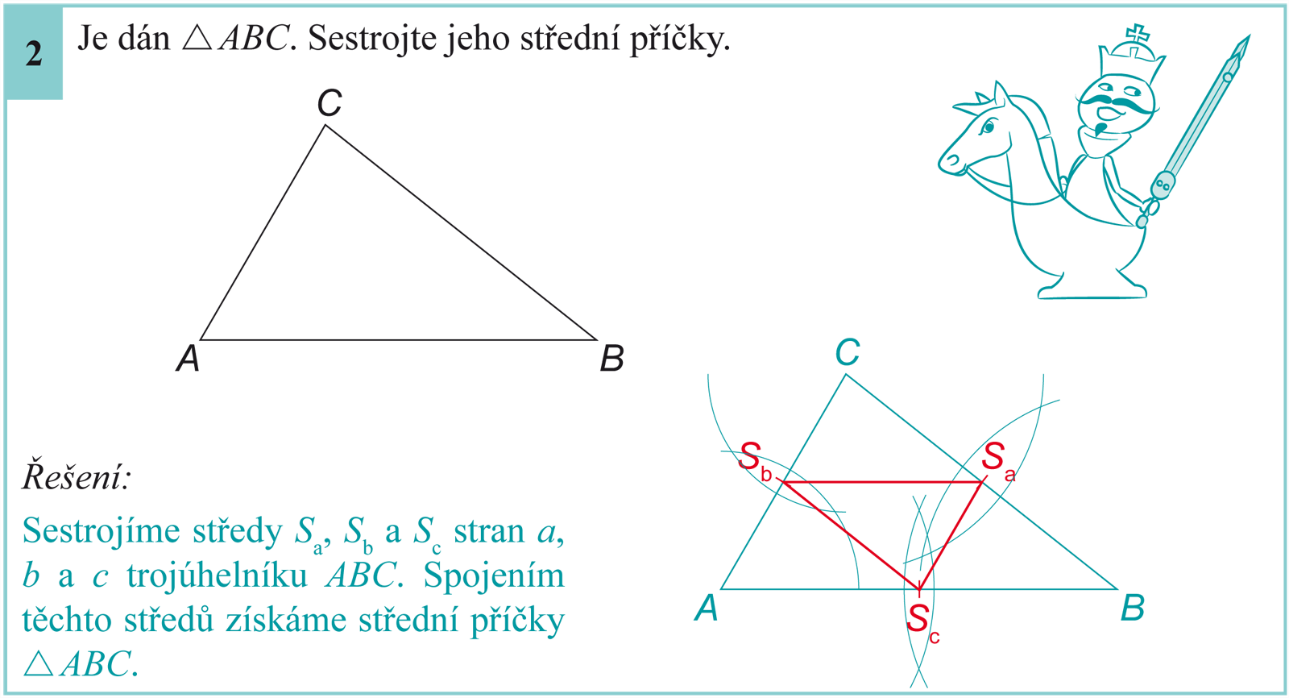 2
Je dán △ABC. Sestrojte jeho střední příčky.
C
A
B
Řešení:
Sestrojíme středy Sa, Sb a Sc stran a,
b a c trojúhelníku ABC. Spojením
těchto středů získáme střední příčky
△ABC.
C
Sb
Sa
A
Sc
B